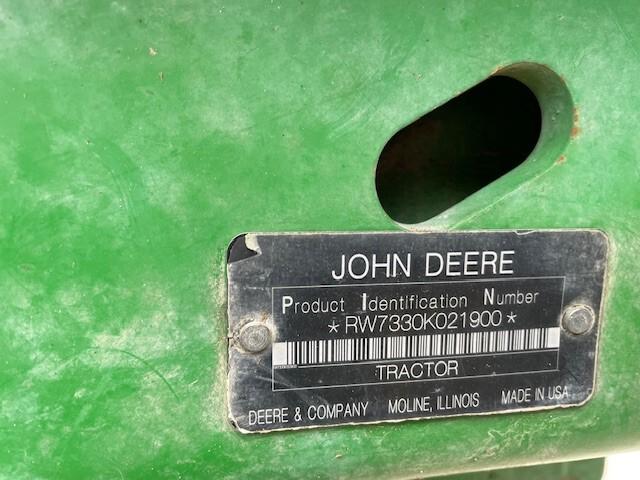 JOHN DEERE
Product Identification Number
*RW7330K021900*
TRACTOR
DEERE & COMPANY MOLINE, ILLINOIS MADE IN USA